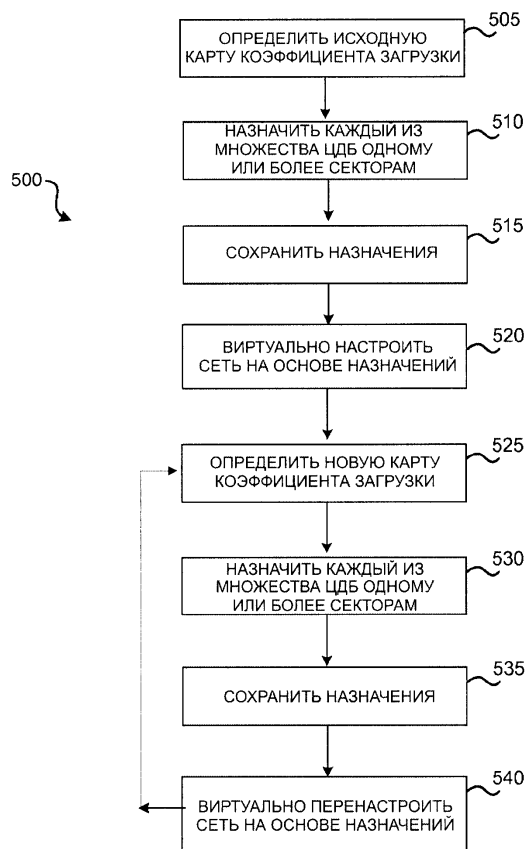 505
ОПРЕДЕЛИТЬ ИСХОДНУЮ
КАРТУ КОЭФФИЦИЕНТА ЗАГРУЗКИ
510
НАЗНАЧИТЬ КАЖДЫЙ ИЗ
МНОЖЕСТВА ЦДБ ОДНОМУ
ИЛИ БОЛЕЕ СЕКТОРАМ
500
515
СОХРАНИТЬ НАЗНАЧЕНИЯ
520
ВИРТУАЛЬНО НАСТРОИТЬ
СЕТЬ НА ОСНОВЕ НАЗНАЧЕНИЙ
525
ОПРЕДЕЛИТЬ НОВУЮ КАРТУ
КОЭФФИЦИЕНТА ЗАГРУЗКИ
530
НАЗНАЧИТЬ КАЖДЫЙ ИЗ
МНОЖЕСТВА ЦДБ ОДНОМУ
ИЛИ БОЛЕЕ СЕКТОРАМ
535
СОХРАНИТЬ НАЗНАЧЕНИЯ
540
ВИРТУАЛЬНО ПЕРЕНАСТРОИТЬ
СЕТЬ НА ОСНОВЕ НАЗНАЧЕНИЙ